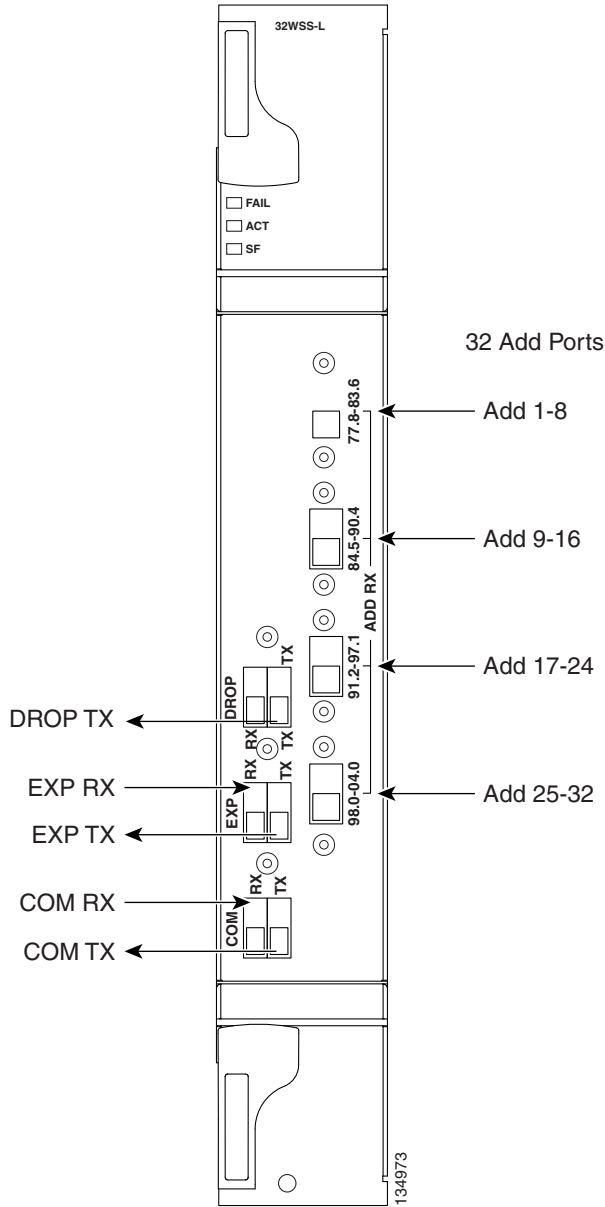 32WSS-L
FAIL
ACT
SF
32 Add Ports
77.8-83.6
Add 1-8
84.5-90.4
Add 9-16
ADD RX
91.2-97.1
Add 17-24
98.0-04.0
Add 25-32
TX
DROP
DROP TX
RX
TX
RX
TX
EXP
EXP RX
EXP TX
RX
TX
COM
COM RX
COM TX
134973